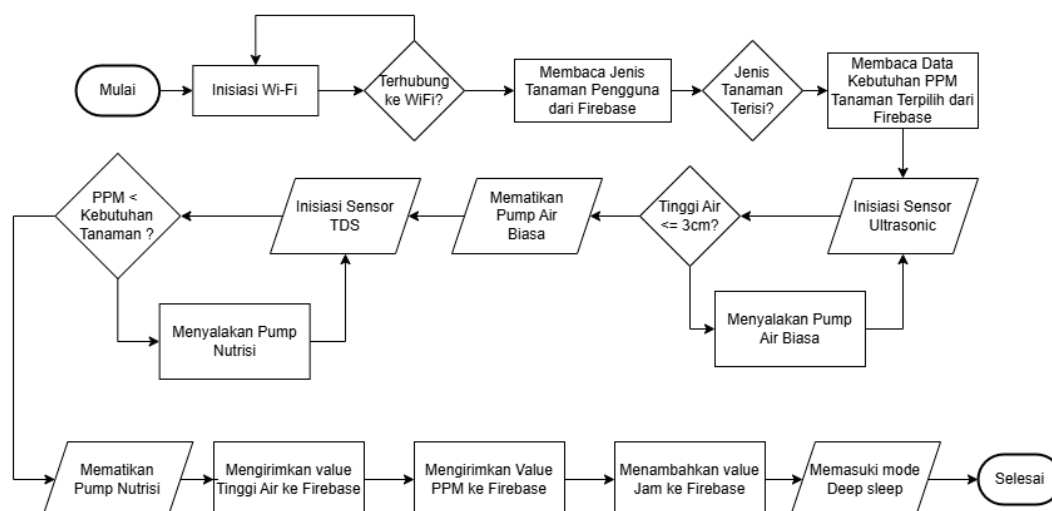 Mulai
Inisiasi Wi-Fi
Terhubung
ke WiFi?
Membaca Jenis
Tanaman Pengguna
dari Firebase
Jenis
Tanaman
Terisi?
Membaca Data
Kebutuhan PPM
Tanaman Terpilih dari
Firebase
Inisiasi Sensor
Ultrasonic
Tinggi Air
<= 3cm?
Menyalakan Pump
Air Biasa
Mematikan
Pump Air
Biasa
Inisiasi Sensor
TDS
PPM <
Kebutuhan
Tanaman ?
Menyalakan Pump
Nutrisi
Mematikan
Pump Nutrisi
Mengirimkan value
Tinggi Air ke Firebase
Mengirimkan Value
PPM ke Firebase
Menambahkan value
Jam ke Firebase
Memasuki mode
Deep sleep
Selesai